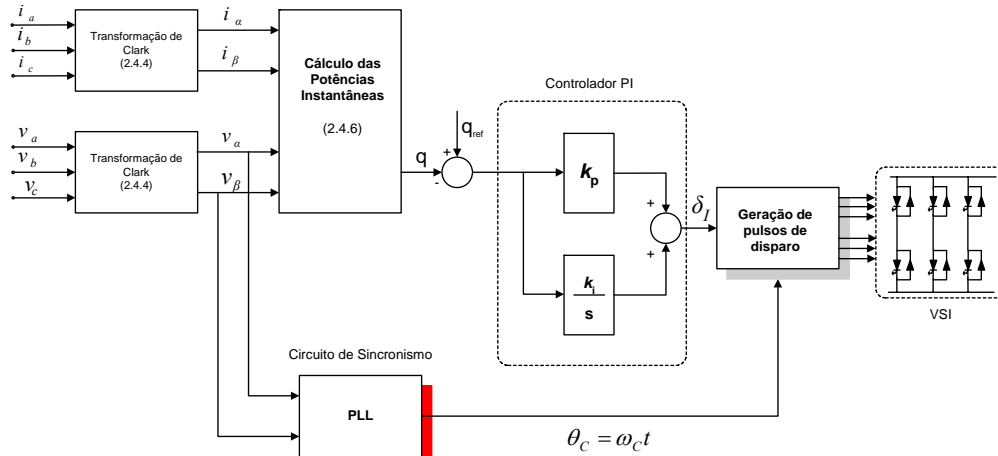 i a
i b
i c
Transformação de
Clark
(2.4.4)
i α
i β
Cálculo das
Potências
Instantâneas
(2.4.6)
v a
v b
v c
Transformação de
Clark
(2.4.4)
v α
v β
q
q ref
+
-
Controlador PI
k p
k i
s
+
+
+
δ I
Geração de
pulsos de
disparo
VSI
Circuito de Sincronismo
PLL
θ C = ω C t